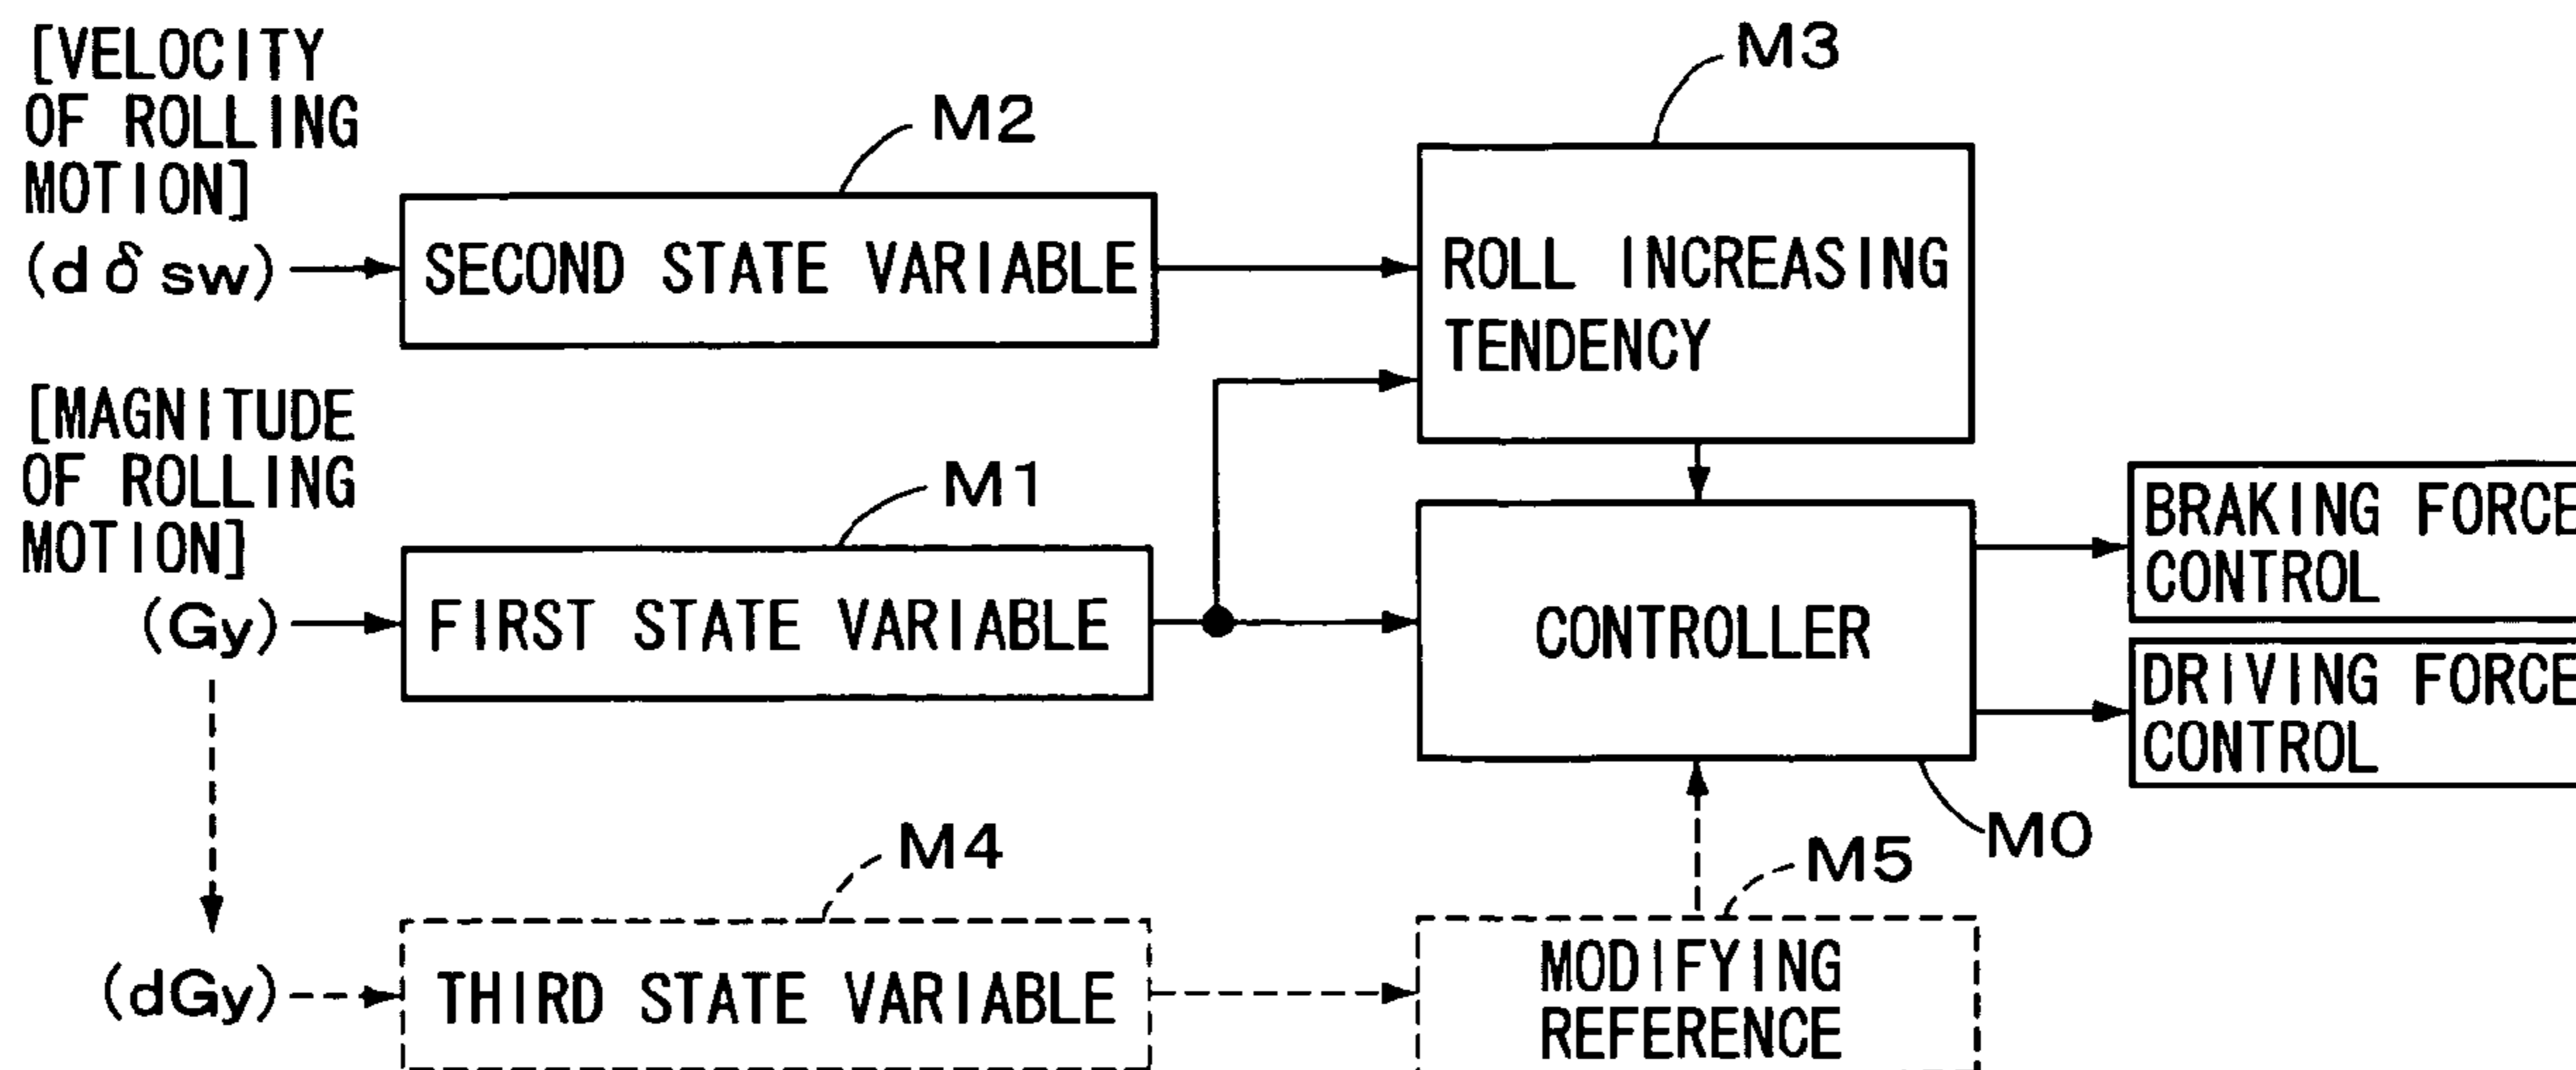 [VELOCITY
OF ROLLING
MOTION]
(dδsw)
M2
SECOND STATE VARIABLE
M3
ROLL INCREASING
TENDENCY
[MAGNITUDE
OF ROLLING
MOTION]
(Gy)
M1
FIRST STATE VARIABLE
CONTROLLER
M0
BRAKING FORCE
CONTROL
DRIVING FORCE
CONTROL
(dGy)
M4
THIRD STATE VARIABLE
M5
MODIFYING
REFERENCE